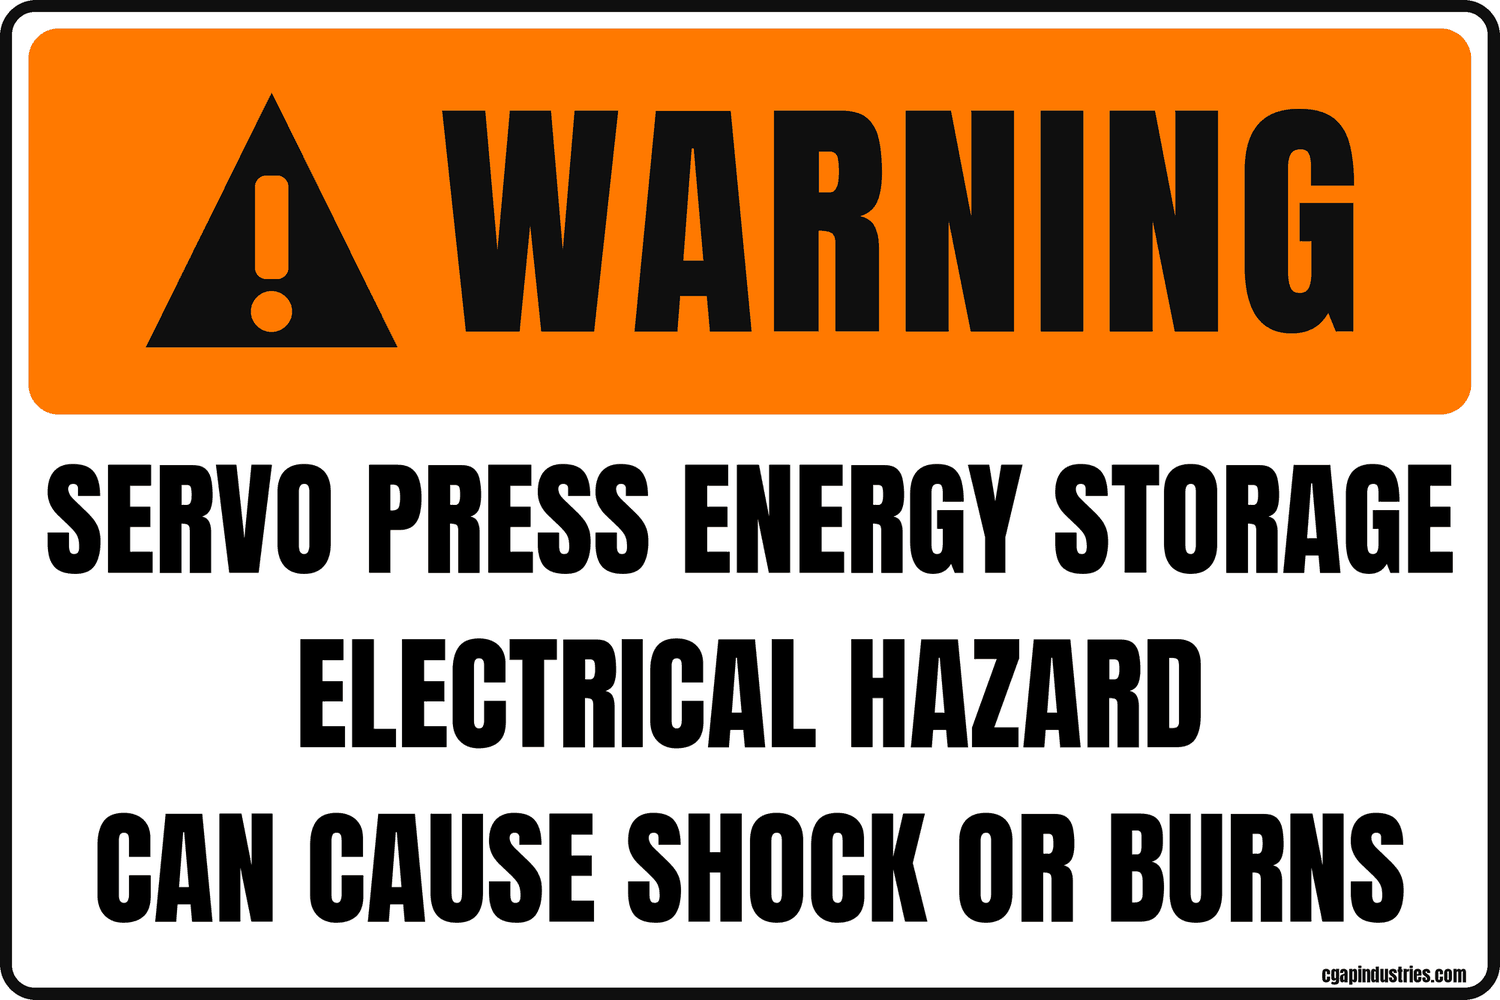 WARNING
SERVO PRESS ENERGY STORAGE
ELECTRICAL HAZARD
CAN CAUSE SHOCK OR BURNS
cgapindustries.com